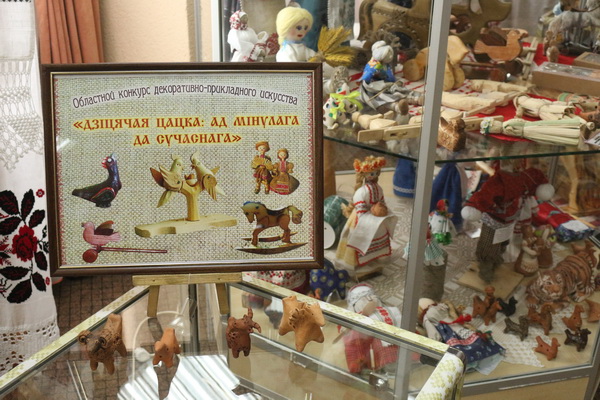 Областной конкурс декоративно-прикладного искусства
«ДЗІЦЯЧАЯ ЦАЦКА: АД МІНУЛАГА
ДА СУЧАСНАГА»